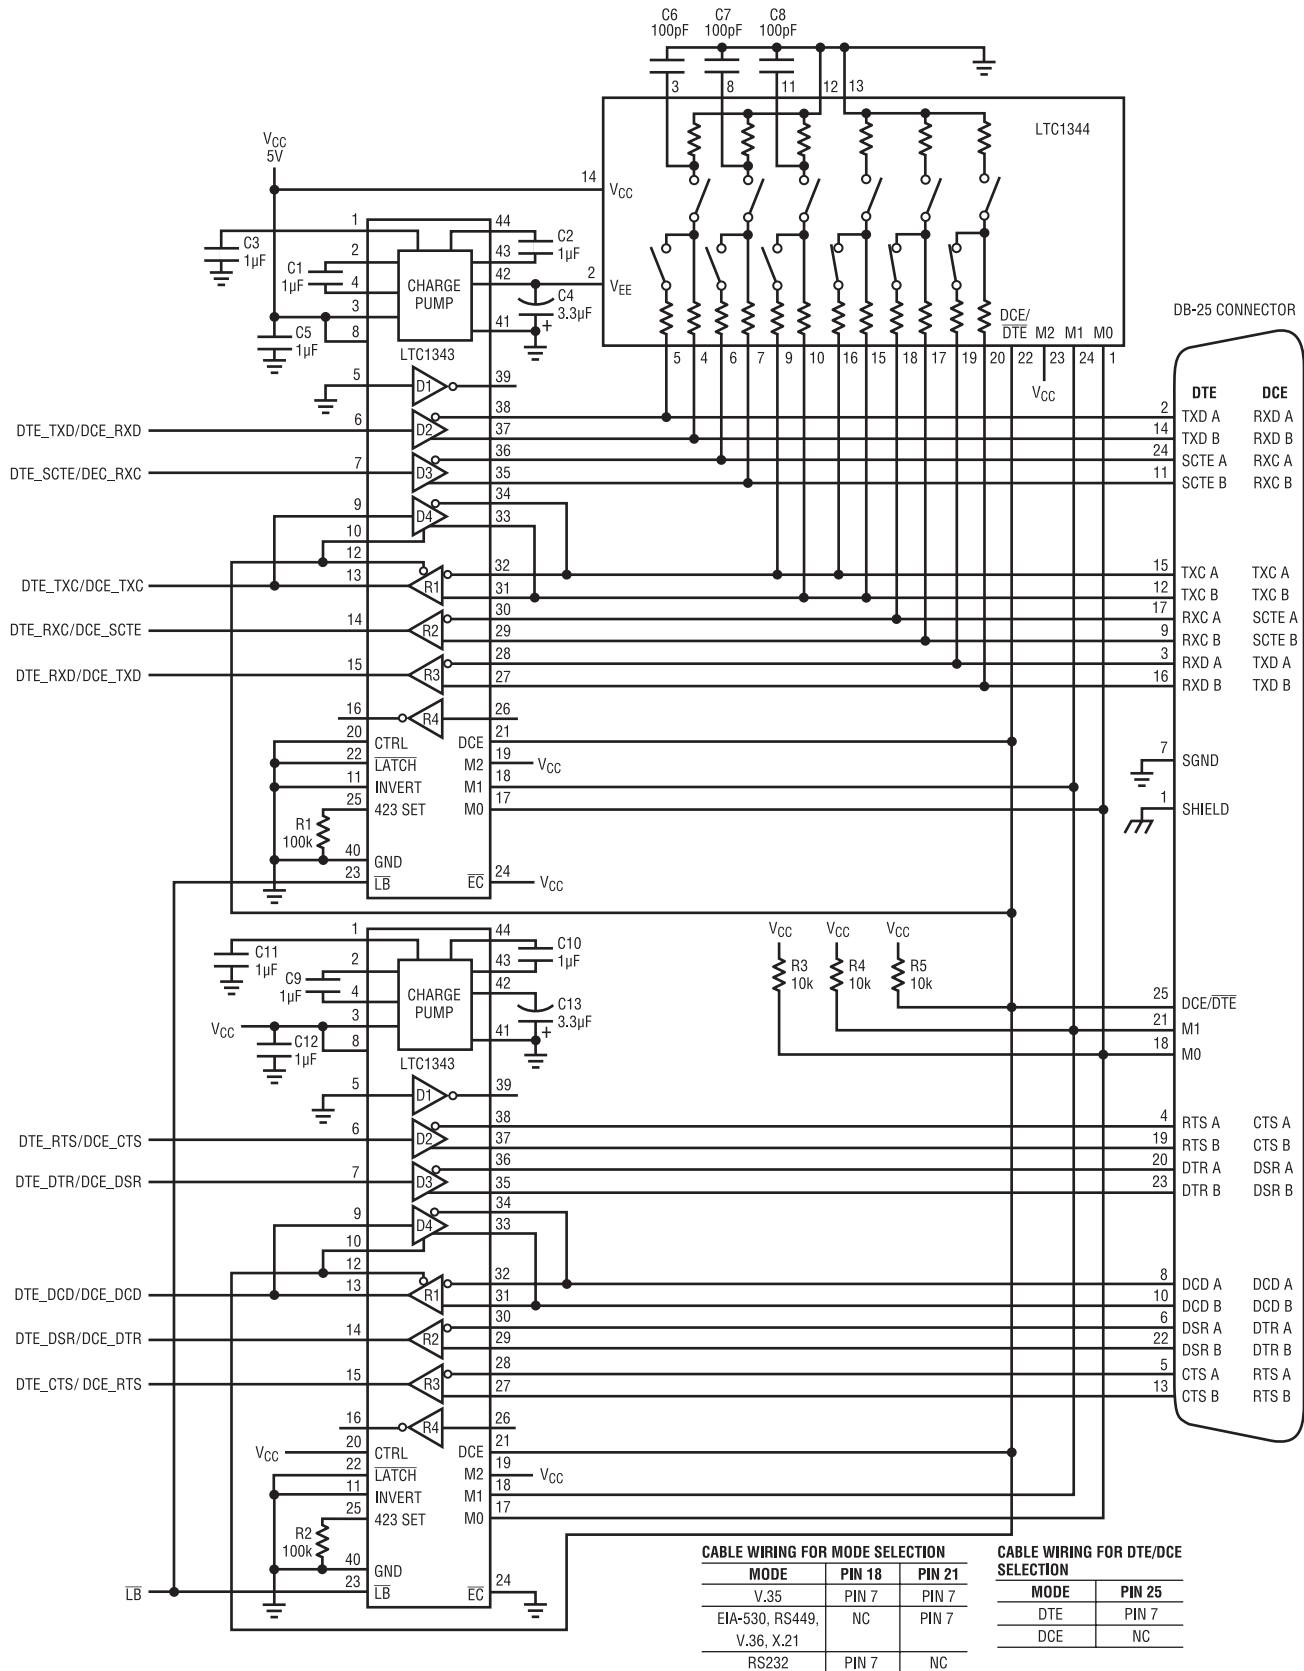 C6
100pF
C7
100pF
C8
100pF
3
8
11
12
13
LTC1344
VCC
5V
14
VCC
1
44
C3
1µF
2
C2
1µF
43
C1
1µF
42
2
VEE
4
CHARGE
PUMP
C4
3.3µF
3
+
41
C5
1µF
8
LTC1343
DCE/
DTE
M2
M1
M0
5
4
6
7
9
10
16
15
18
17
19
20
22
23
24
1
VCC
DB-25 CONNECTOR
DTE
DCE
5
D1
39
38
2
TXD A
RXD A
DTE_TXD/DCE_RXD
6
D2
37
14
TXD B
RXD B
36
24
SCTE A
RXC A
DTE_SCTE/DEC_RXC
7
D3
35
11
SCTE B
RXC B
34
9
D4
33
10
12
32
15
TXC A
TXC A
DTE_TXC/DCE_TXC
13
R1
31
12
TXC B
TXC B
30
17
RXC A
SCTE A
DTE_RXC/DCE_SCTE
14
R2
29
9
RXC B
SCTE B
28
3
RXD A
TXD A
DTE_RXD/DCE_TXD
15
R3
27
16
RXD B
TXD B
16
R4
26
20
CTRL
DCE
21
22
LATCH
M2
19
VCC
11
INVERT
M1
18
25
423 SET
M0
17
R1
100k
40
GND
23
LB
EC
24
VCC
7
SGND
1
SHIELD
1
44
C11
1µF
2
C10
1µF
43
C9
1µF
42
4
CHARGE
PUMP
C13
3.3µF
VCC
3
+
41
C12
1µF
8
LTC1343
VCC
VCC
VCC
R3
10k
R4
10k
R5
10k
25
DCE/DTE
21
M1
18
M0
5
D1
39
38
4
RTS A
CTS A
DTE_RTS/DCE_CTS
6
D2
37
19
RTS B
CTS B
36
20
DTR A
DSR A
DTE_DTR/DCE_DSR
7
D3
35
23
DTR B
DSR B
34
9
D4
33
10
12
32
8
DCD A
DCD A
DTE_DCD/DCE_DCD
13
R1
31
10
DCD B
DCD B
30
6
DSR A
DTR A
DTE_DSR/DCE_DTR
14
R2
29
22
DSR B
DTR B
28
5
CTS A
RTS A
DTE_CTS/ DCE_RTS
15
R3
27
13
CTS B
RTS B
16
R4
26
VCC
20
CTRL
DCE
21
22
LATCH
M2
19
VCC
11
INVERT
M1
18
25
423 SET
M0
17
R2
100k
40
GND
LB
23
LB
EC
24
CABLE WIRING FOR MODE SELECTION
MODE PIN 18 PIN 21
V.35 PIN 7 PIN 7
EIA-530, RS449, NC PIN 7
V.36, X.21
RS232 PIN 7 NC
CABLE WIRING FOR DTE/DCE
SELECTION
MODE PIN 25
DTE PIN 7
DCE NC